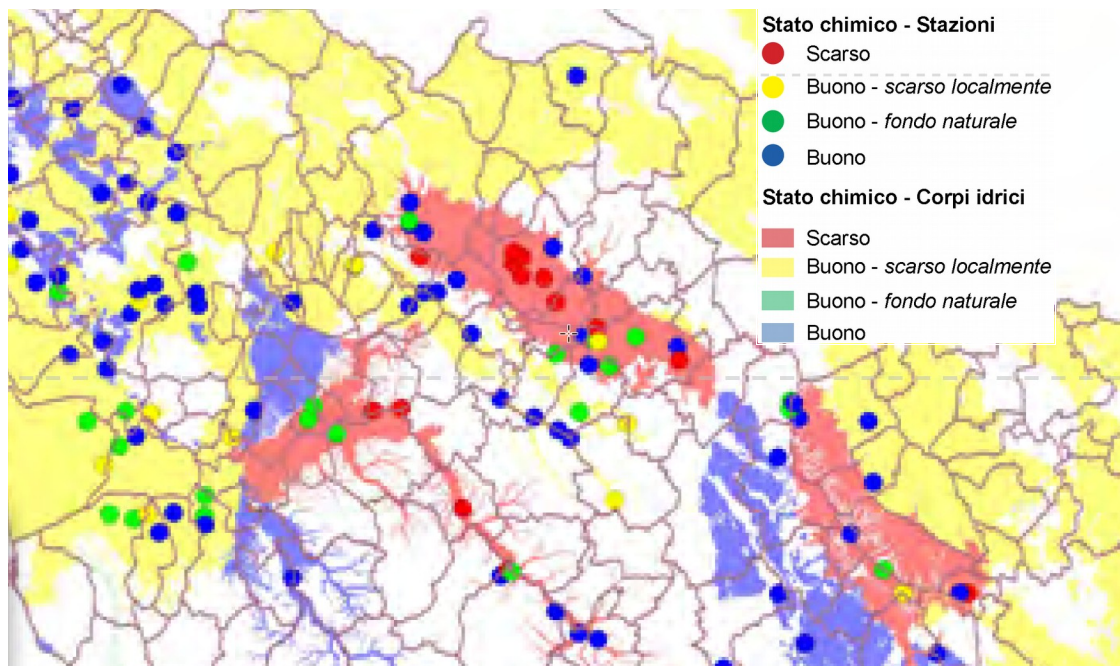 Stato chimico - Stazioni
Scarso
Buono - scarso localmente
Buono - fondo naturale
Buono
Stato chimico - Corpi idrici
Scarso
Buono - scarso localmente
Buono - fondo naturale
Buono